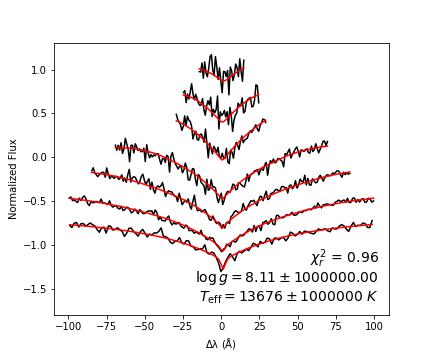 1.0
0.5
0.0
−0.5
−1.0
−1.5
Normalized Flux
χ²ᵣ = 0.96
log g = 8.11 ± 1000000.00
T_eff = 13676 ± 1000000 K
−100 −75 −50 −25 0 25 50 75 100
Δλ (Å)